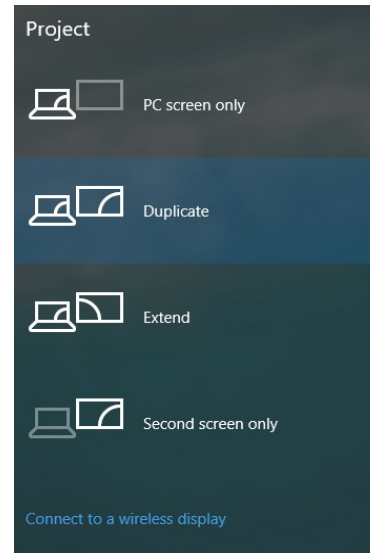 Project
PC screen only
Duplicate
Extend
Second screen only
Connect to a wireless display